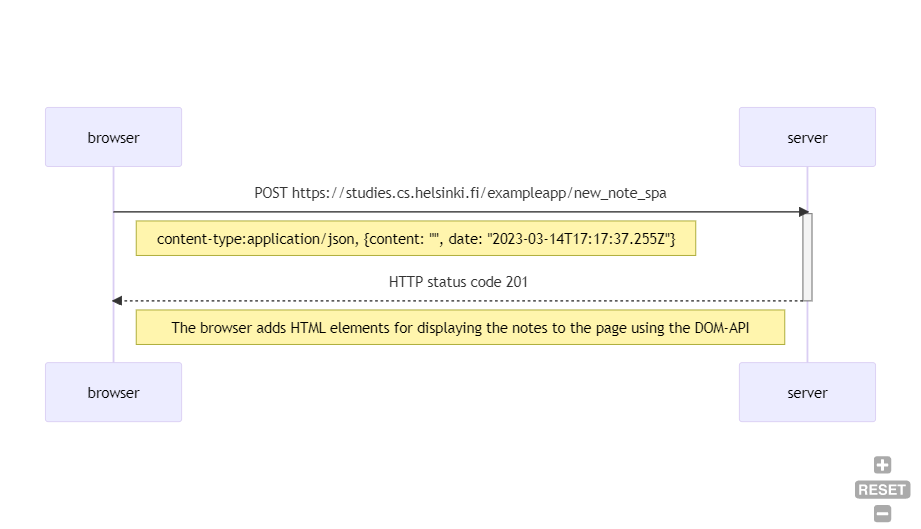 browser
server
POST https://studies.cs.helsinki.fi/exampleapp/new_note_spa
content-type:application/json, {content: "", date: "2023-03-14T17:17:37.255Z"}
HTTP status code 201
The browser adds HTML elements for displaying the notes to the page using the DOM-API
browser
server
RESET